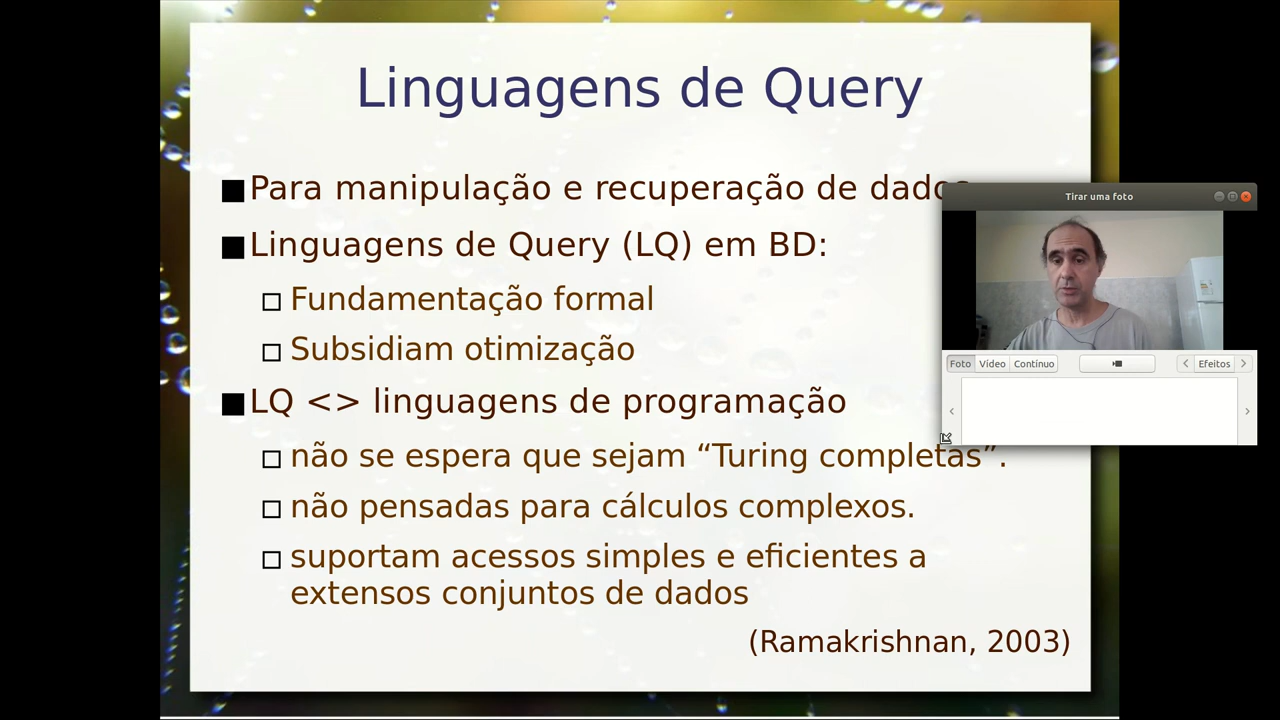 Linguagens de Query
Para manipulação e recuperação de dados
Linguagens de Query (LQ) em BD:
Fundamentação formal
Subsidiam otimização
LQ <> linguagens de programação
não se espera que sejam “Turing completas”.
não pensadas para cálculos complexos.
suportam acessos simples e eficientes a
extensos conjuntos de dados
(Ramakrishnan, 2003)
Tirar uma foto
Foto Vídeo Contínuo Efeitos